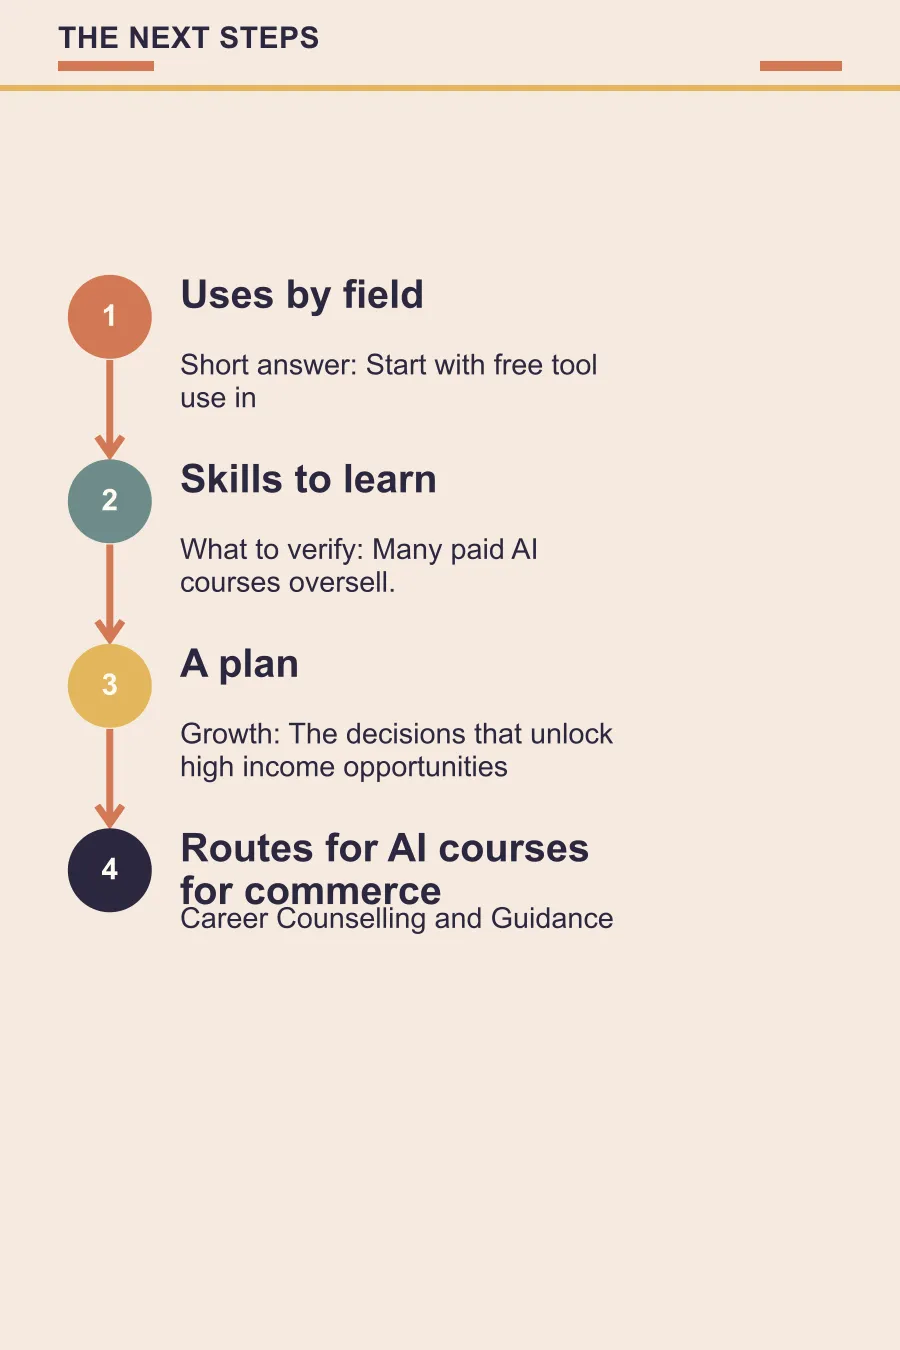 THE NEXT STEPS
1
Uses by field
Short answer: Start with free tool
use in
2
Skills to learn
What to verify: Many paid AI
courses oversell.
3
A plan
Growth: The decisions that unlock
high income opportunities
4
Routes for AI courses
for commerce
Career Counselling and Guidance